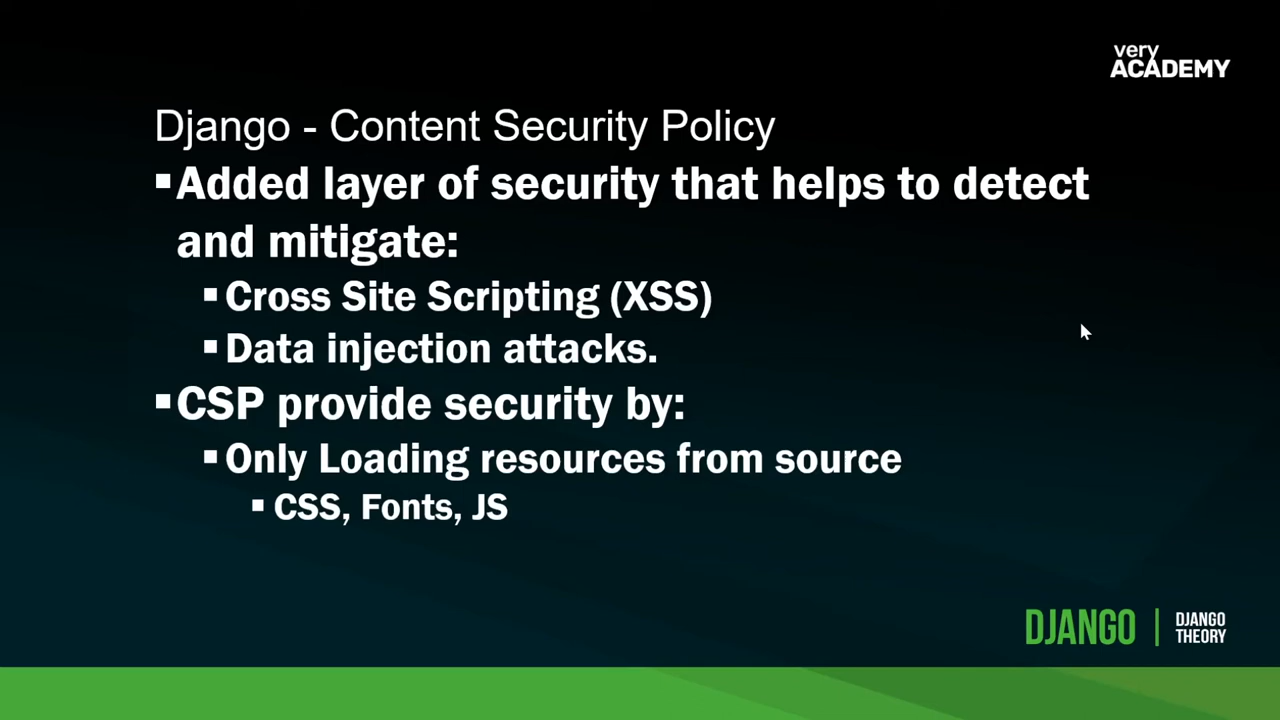 very
ACADEMY
Django - Content Security Policy
▪Added layer of security that helps to detect
and mitigate:
▪Cross Site Scripting (XSS)
▪Data injection attacks.
▪CSP provide security by:
▪Only Loading resources from source
▪CSS, Fonts, JS
DJANGO | DJANGO
THEORY